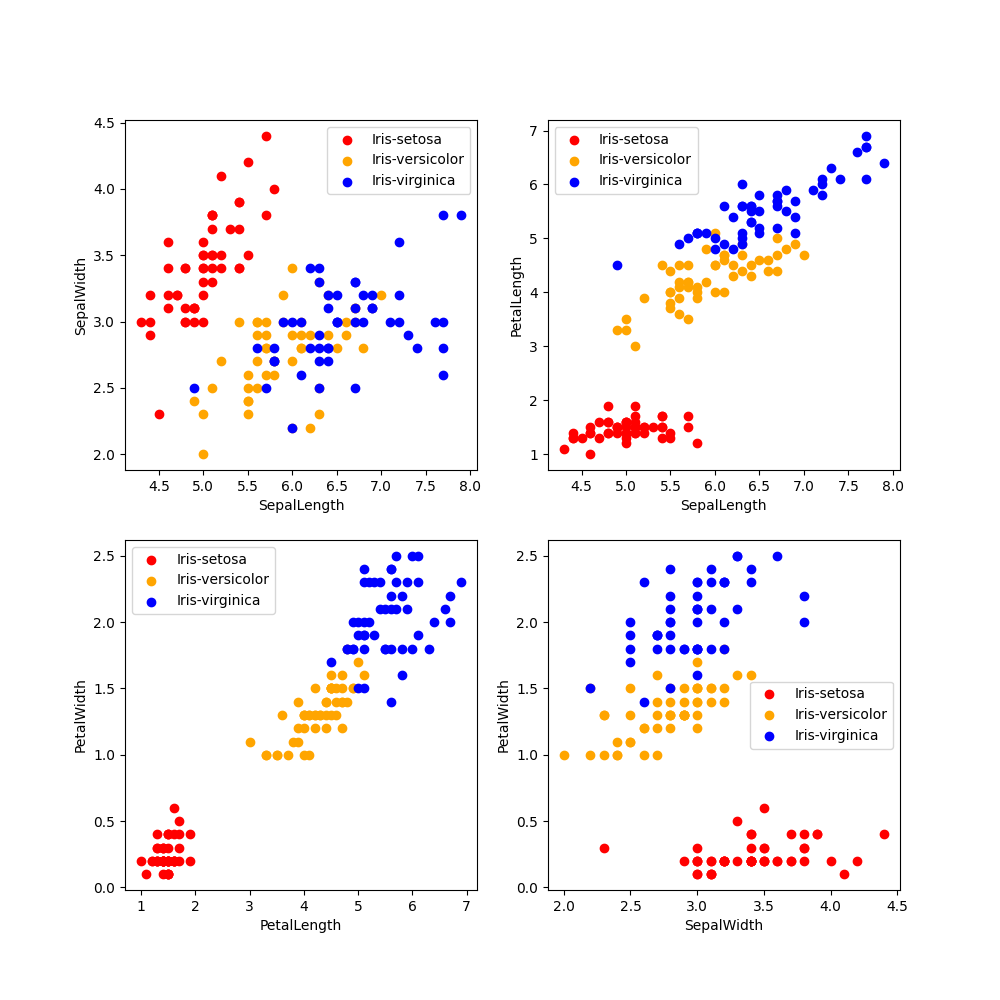 4.5
4.0
3.5
3.0
2.5
2.0
SepalWidth
4.5 5.0 5.5 6.0 6.5 7.0 7.5 8.0
SepalLength
Iris-setosa
Iris-versicolor
Iris-virginica
7
6
5
4
3
2
1
PetalLength
4.5 5.0 5.5 6.0 6.5 7.0 7.5 8.0
SepalLength
Iris-setosa
Iris-versicolor
Iris-virginica
2.5
2.0
1.5
1.0
0.5
0.0
PetalWidth
1 2 3 4 5 6 7
PetalLength
Iris-setosa
Iris-versicolor
Iris-virginica
2.5
2.0
1.5
1.0
0.5
0.0
PetalWidth
2.0 2.5 3.0 3.5 4.0 4.5
SepalWidth
Iris-setosa
Iris-versicolor
Iris-virginica